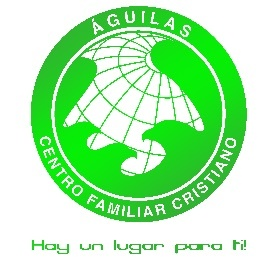 ÁGUILAS
CENTRO FAMILIAR CRISTIANO
Hay un lugar para ti!